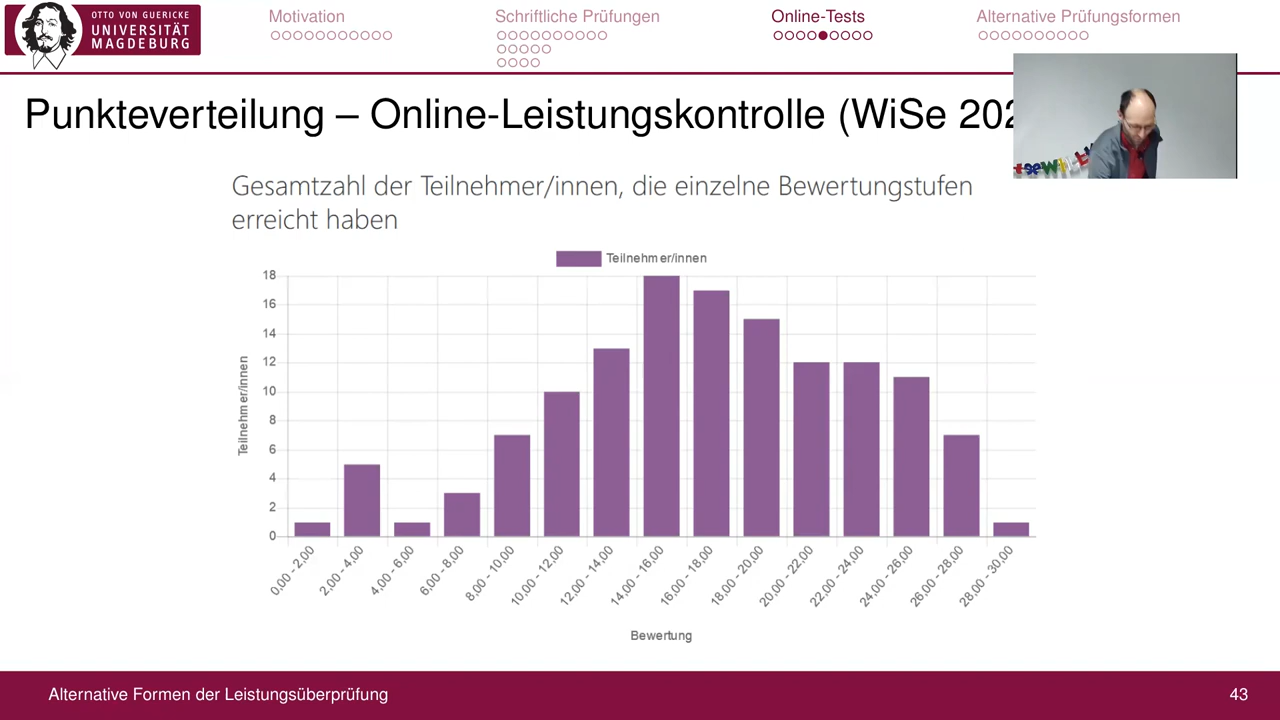 OTTO VON GUERICKE
UNIVERSITÄT
MAGDEBURG
Motivation
Schriftliche Prüfungen
Online-Tests
Alternative Prüfungsformen
Punkteverteilung – Online-Leistungskontrolle (WiSe 202
Gesamtzahl der Teilnehmer/innen, die einzelne Bewertungstufen
erreicht haben
Teilnehmer/innen
18
16
14
12
10
8
6
4
2
0
Teilnehmer/innen
0,00 - 2,00
2,00 - 4,00
4,00 - 6,00
6,00 - 8,00
8,00 - 10,00
10,00 - 12,00
12,00 - 14,00
14,00 - 16,00
16,00 - 18,00
18,00 - 20,00
20,00 - 22,00
22,00 - 24,00
24,00 - 26,00
26,00 - 28,00
28,00 - 30,00
Bewertung
Alternative Formen der Leistungsüberprüfung
43